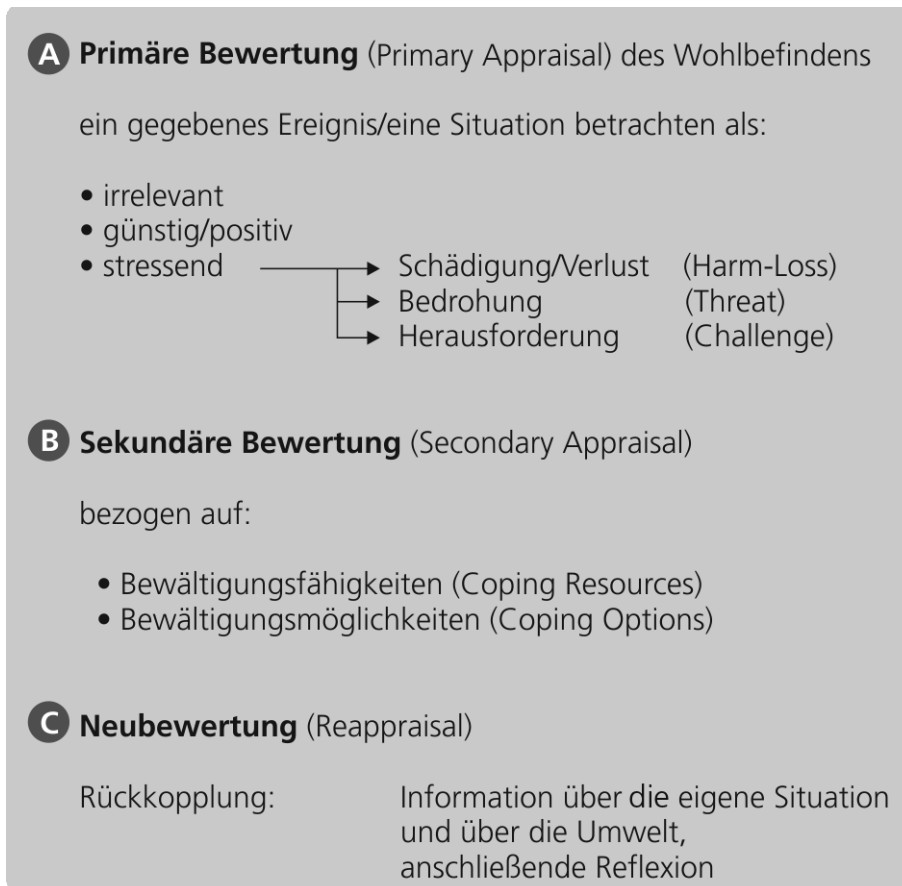 A Primäre Bewertung (Primary Appraisal) des Wohlbefindens
ein gegebenes Ereignis/eine Situation betrachten als:
• irrelevant
• günstig/positiv
• stressend Schädigung/Verlust (Harm-Loss)
Bedrohung (Threat)
Herausforderung (Challenge)
B Sekundäre Bewertung (Secondary Appraisal)
bezogen auf:
• Bewältigungsfähigkeiten (Coping Resources)
• Bewältigungsmöglichkeiten (Coping Options)
C Neubewertung (Reappraisal)
Rückkopplung: Information über die eigene Situation
und über die Umwelt,
anschließende Reflexion